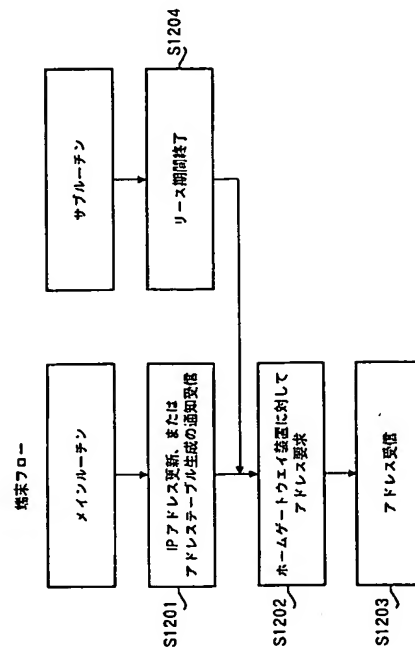 端末フロー
メインルーチン
S1201
IPアドレス更新、または
アドレステーブル生成の通知受信
S1202
ホームゲートウェイ装置に対して
アドレス要求
S1203
アドレス受信
サブルーチン
リース期間終了
S1204